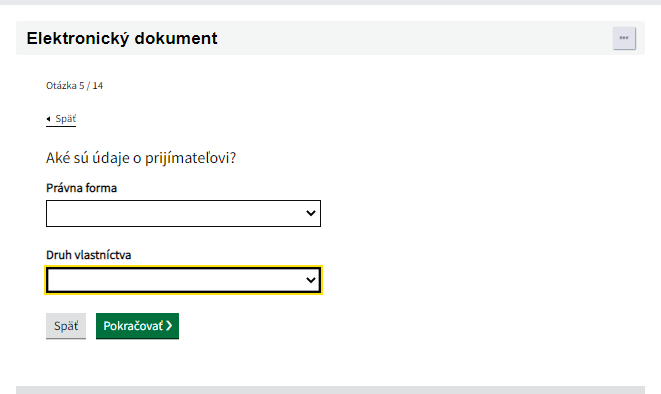 Elektronický dokument
Otázka 5 / 14
Späť
Aké sú údaje o prijímateľovi?
Právna forma
Druh vlastníctva
Späť
Pokračovať